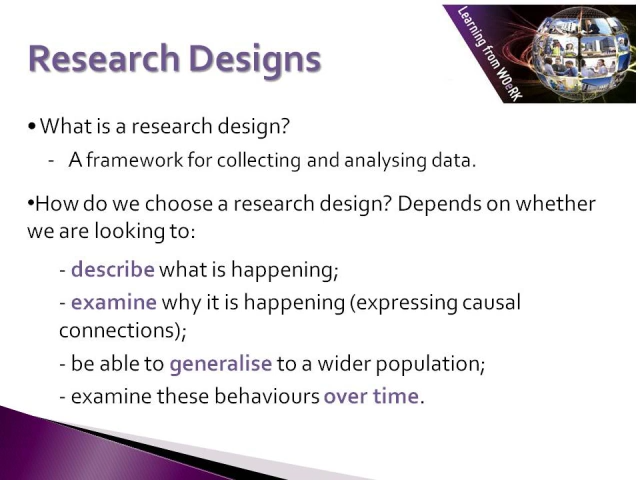 Learning from WOeRK
Research Designs
• What is a research design?
- A framework for collecting and analysing data.
•How do we choose a research design? Depends on whether
we are looking to:
- describe what is happening;
- examine why it is happening (expressing causal
connections);
- be able to generalise to a wider population;
- examine these behaviours over time.